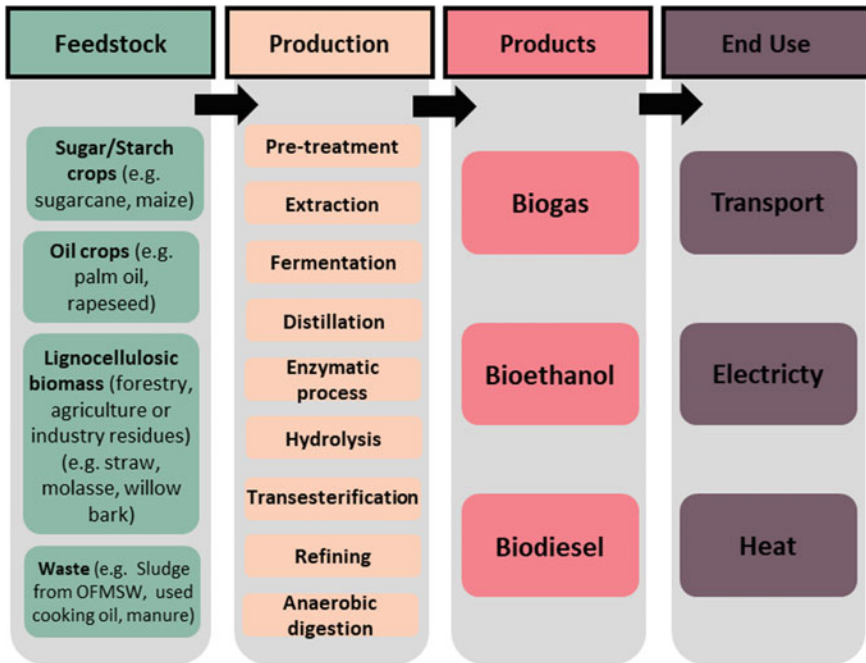 Feedstock
Production
Products
End Use
Sugar/Starch
crops (e.g.
sugarcane, maize)
Oil crops (e.g.
palm oil,
rapeseed)
Lignocellulosic
biomass (forestry,
agriculture or
industry residues)
(e.g. straw,
molasse, willow
bark)
Waste (e.g. Sludge
from OFMSW, used
cooking oil, manure)
Pre-treatment
Extraction
Fermentation
Distillation
Enzymatic
process
Hydrolysis
Transesterification
Refining
Anaerobic
digestion
Biogas
Bioethanol
Biodiesel
Transport
Electricty
Heat